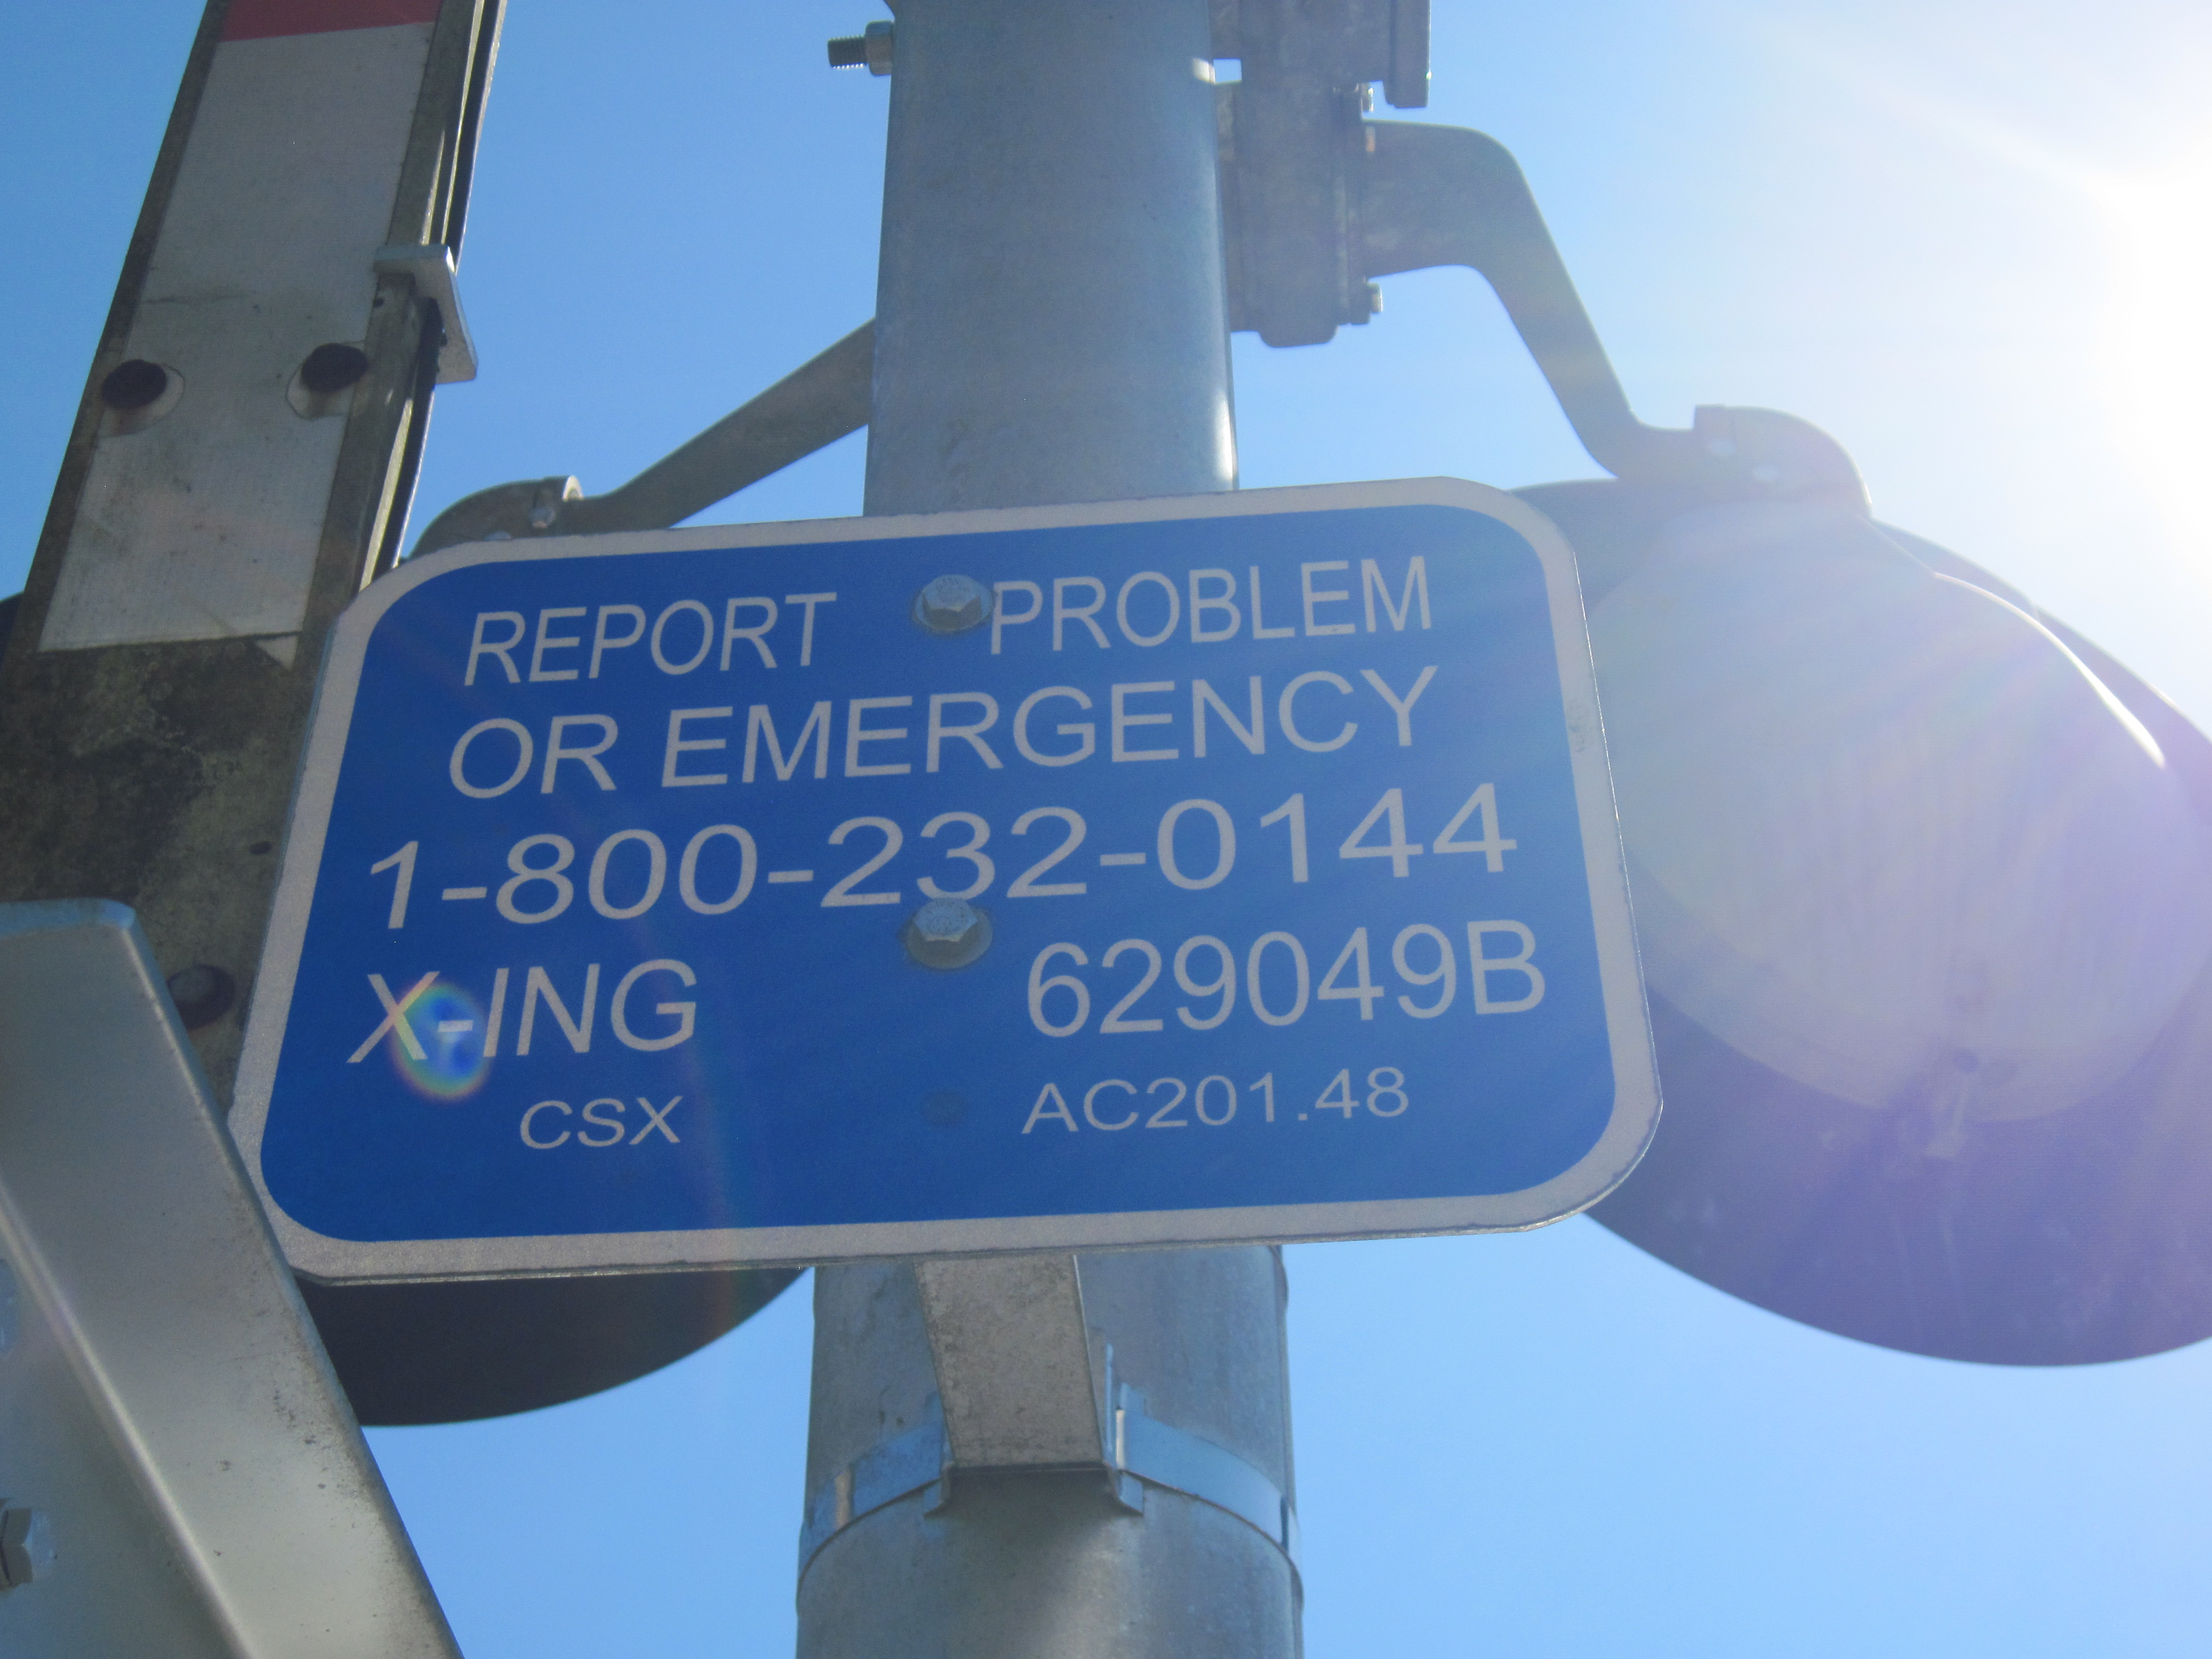 REPORT PROBLEM
OR EMERGENCY
1-800-232-0144
X-ING 629049B
CSX AC201.48